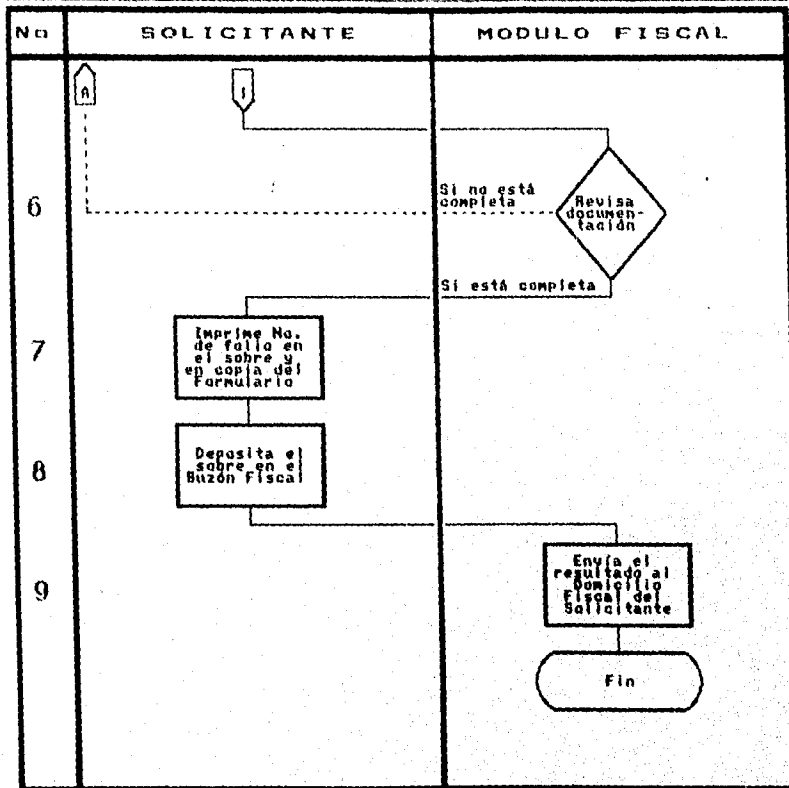 No SOLICITANTE MODULO FISCAL
A
1
Si no está
completa
6
Revisa
documen-
tación
Si está completa
7
Imprime No.
de folio en
el sobre y
en copia del
Formulario
8
Deposita el
sobre en el
Buzón Fiscal
9
Envía el
resultado al
Domicilio
Fiscal del
Solicitante
Fin